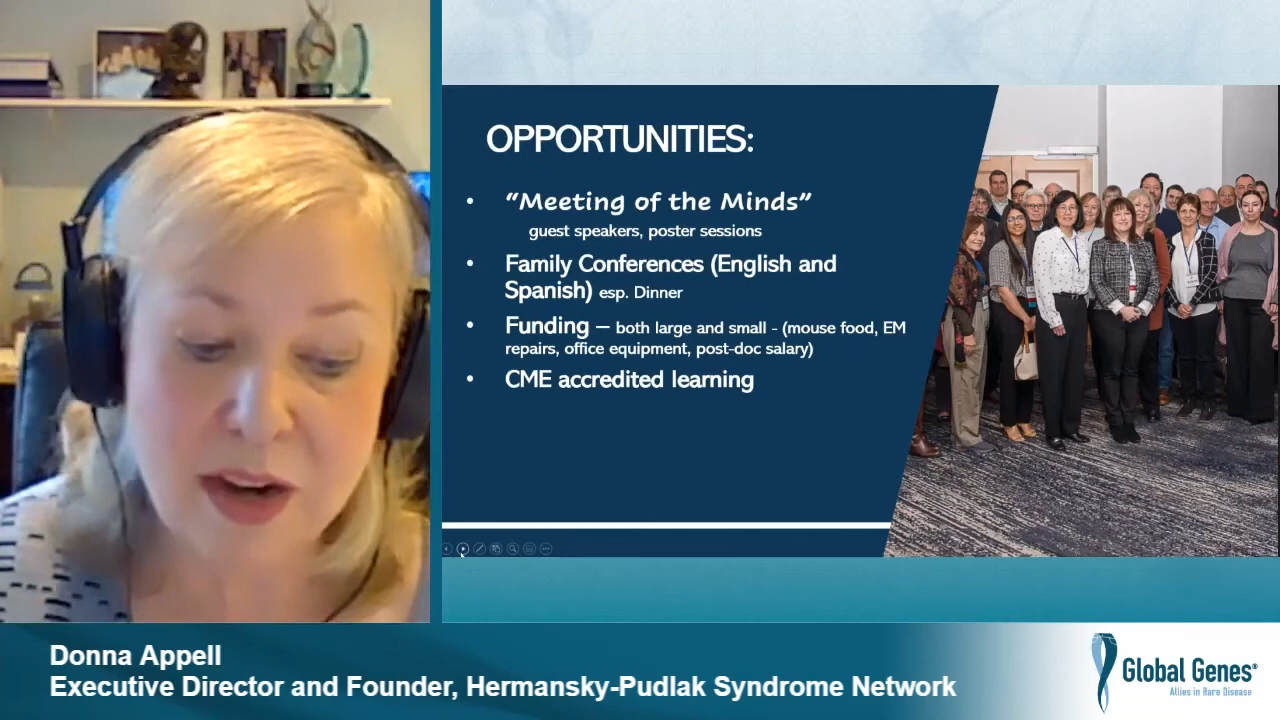 OPPORTUNITIES:
• “Meeting of the Minds”
guest speakers, poster sessions
• Family Conferences (English and
Spanish) esp. Dinner
• Funding – both large and small - (mouse food, EM
repairs, office equipment, post-doc salary)
• CME accredited learning
Donna Appell
Executive Director and Founder, Hermansky-Pudlak Syndrome Network
Global Genes®
Allies in Rare Disease